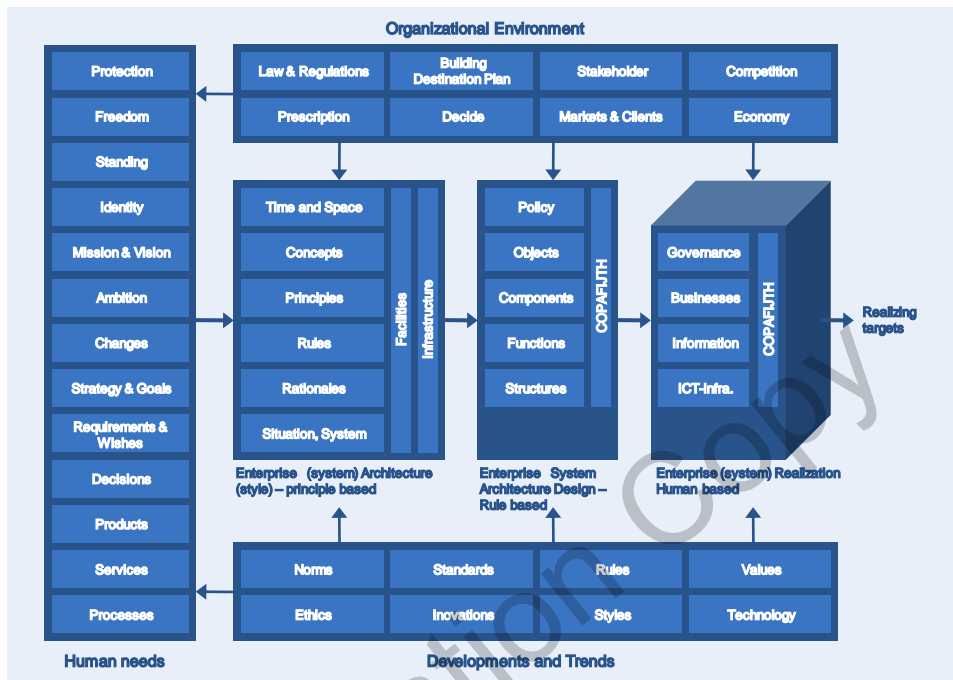 Organizational Environment
Protection
Freedom
Standing
Identity
Mission & Vision
Ambition
Changes
Strategy & Goals
Requirements &
Wishes
Decisions
Products
Services
Processes
Human needs
Law & Regulations
Building
Destination Plan
Stakeholder
Competition
Prescription
Decide
Markets & Clients
Economy
Time and Space
Concepts
Principles
Rules
Rationales
Situation, System
Facilities
Infrastructure
Enterprise (system) Architecture
(style) – principle based
Policy
Objects
Components
Functions
Structures
COPAFIJTH
Enterprise System
Architecture Design –
Rule based
Governance
Businesses
Information
ICT-Infra.
COPAFIJTH
Enterprise (system) Realization
Human based
Realizing
targets
Norms
Standards
Rules
Values
Ethics
Inovations
Styles
Technology
Developments and Trends
Copy